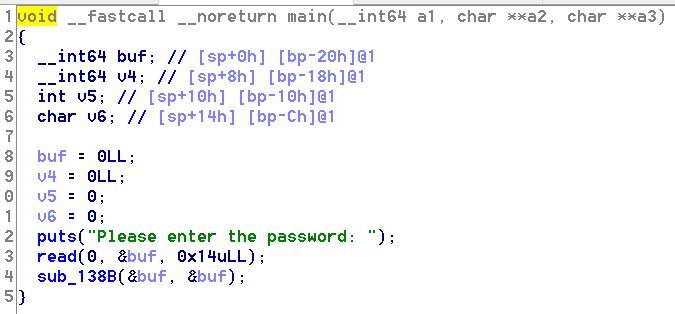 1 void __fastcall __noreturn main(__int64 a1, char **a2, char **a3)
2 {
3   __int64 buf; // [sp+0h] [bp-20h]@1
4   __int64 v4; // [sp+8h] [bp-18h]@1
5   int v5; // [sp+10h] [bp-10h]@1
6   char v6; // [sp+14h] [bp-Ch]@1
7
8   buf = 0LL;
9   v4 = 0LL;
0   v5 = 0;
1   v6 = 0;
2   puts("Please enter the password: ");
3   read(0, &buf, 0x14uLL);
4   sub_138B(&buf, &buf);
5 }